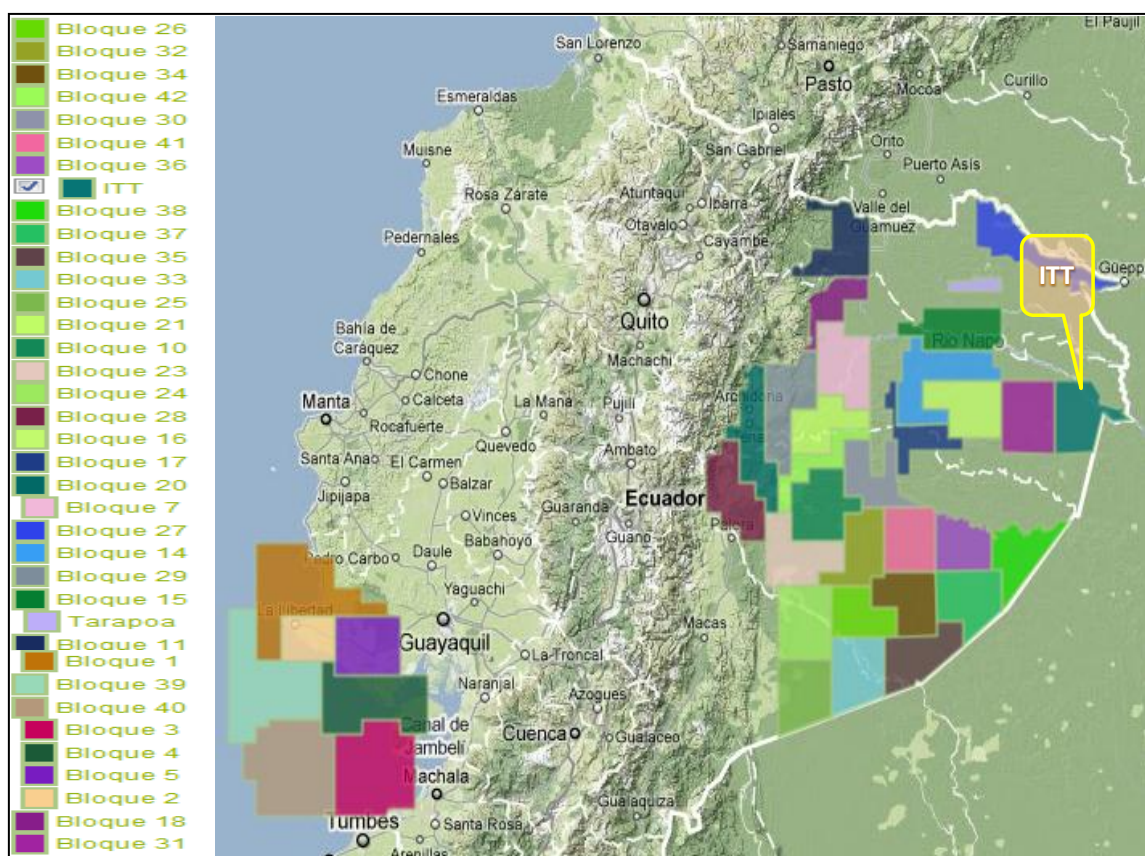 Bloque 26
Bloque 32
Bloque 34
Bloque 42
Bloque 30
Bloque 41
Bloque 36
ITT
Bloque 38
Bloque 37
Bloque 35
Bloque 33
Bloque 25
Bloque 21
Bloque 10
Bloque 23
Bloque 24
Bloque 28
Bloque 16
Bloque 17
Bloque 20
Bloque 7
Bloque 27
Bloque 14
Bloque 29
Bloque 15
Tarapoa
Bloque 11
Bloque 1
Bloque 39
Bloque 40
Bloque 3
Bloque 4
Bloque 5
Bloque 2
Bloque 18
Bloque 31
El Paujil
San Lorenzo
Samaniego
Pasto
Mocoa
Curillo
Esmeraldas
Ipiales
Orito
Muisne
San Gabriel
Puerto Asís
Rosa Zárate
Atuntaqui
Ibarra
Valle del
Guamuez
Otavalo
Pedernales
Cayambe
ITT
Güepp
Quito
Bahía de
Caráquez
Río Napo
Machachi
Chone
Manta
Calceta
La Mana
Pujilí
Archidona
Rocafuerte
Quevedo
Ambato
Santa Ana
El Carmen
Balzar
Jipijapa
Ecuador
Guaranda
Vinces
Guano
Palora
Babahoyo
Pedro Carbo
Daule
Yaguachi
La Libertad
Guayaquil
Macas
La Troncal
Naranjal
Azogues
Canal de
Jambelí
Cuenca
Gualaceo
Machala
Gualaquiza
Tumbes
Santa Rosa
Arenillas